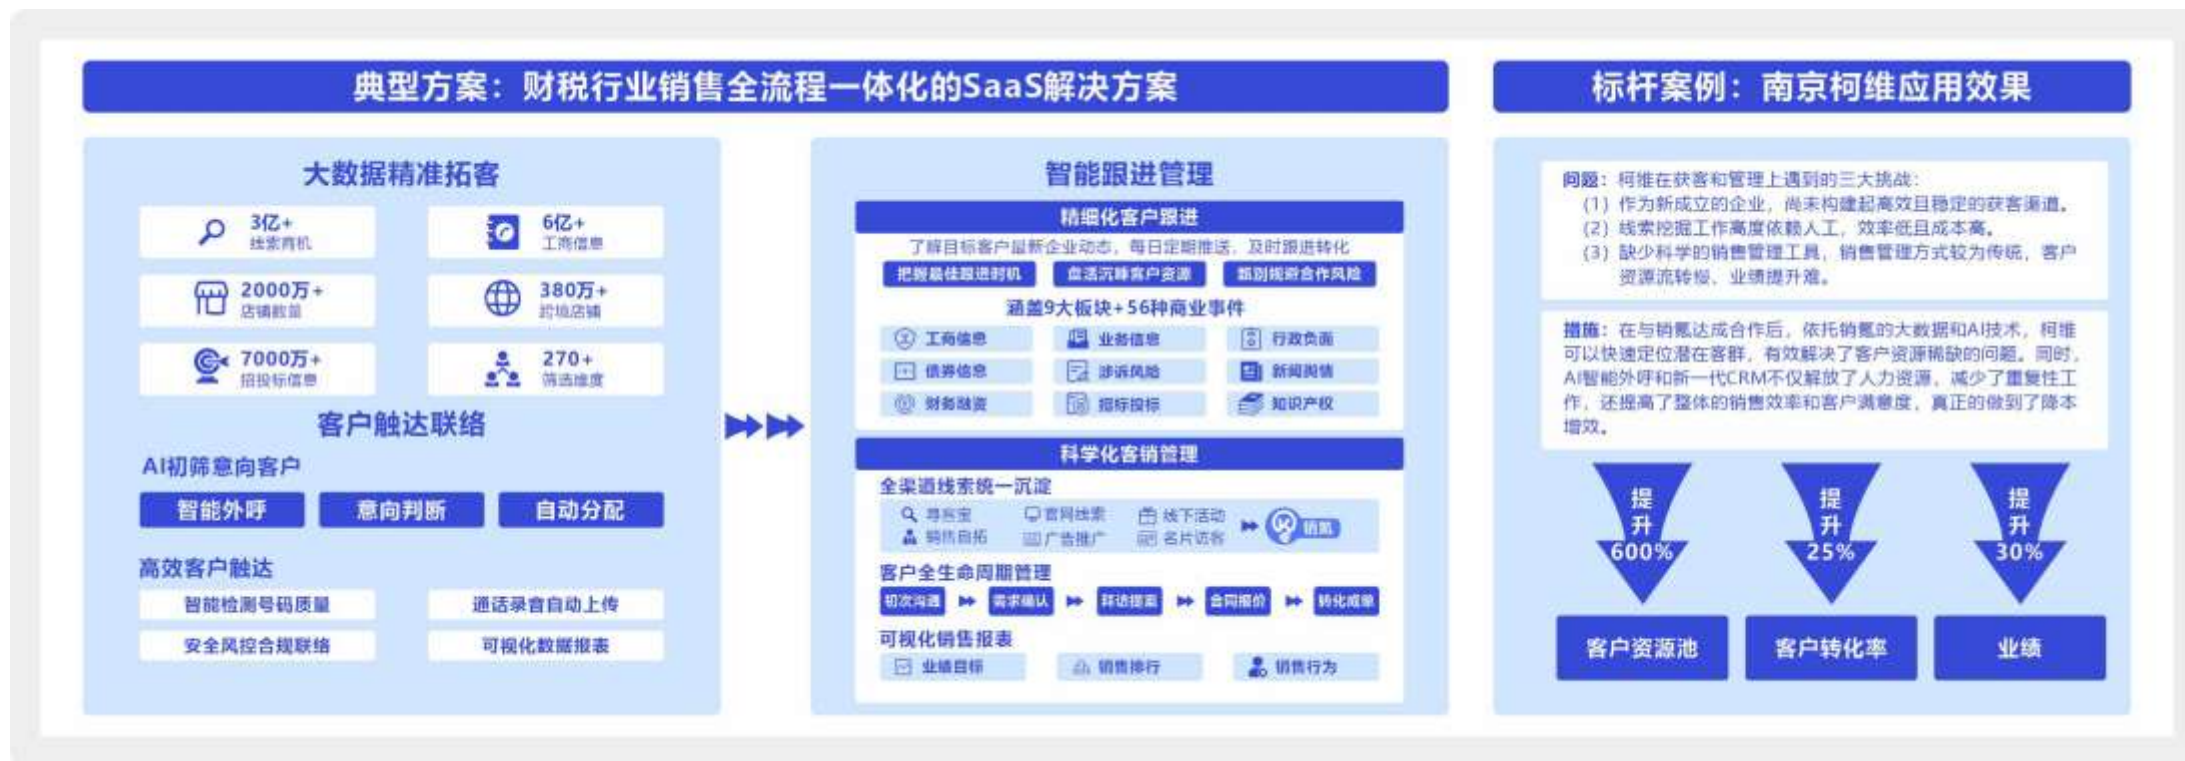 典型方案：财税行业销售全流程一体化的SaaS解决方案
大数据精准拓客
3亿+
线索商机
6亿+
工商信息
2000万+
店铺数量
380万+
跨境店铺
7000万+
招投标信息
270+
筛选维度
客户触达联络
AI初筛意向客户
智能外呼
意向判断
自动分配
高效客户触达
智能检测号码质量
通话录音自动上传
安全风控合规联络
可视化数据报表
智能跟进管理
精细化客户跟进
了解目标客户最新企业动态，每日定期推送，及时跟进转化
把握最佳跟进时机
盘活沉睡客户资源
甄别规避合作风险
涵盖9大板块+56种商业事件
工商信息
业务信息
行政负面
债券信息
涉诉风险
新闻舆情
财务融资
招标投标
知识产权
科学化客销管理
全渠道线索统一沉淀
寻客宝
官网线索
线下活动
销售自拓
广告推广
名片访客
销氪
客户全生命周期管理
初次沟通
需求确认
拜访提案
合同报价
转化成单
可视化销售报表
业绩目标
销售排行
销售行为
标杆案例：南京柯维应用效果
问题：柯维在获客和管理上遇到的三大挑战：
（1）作为新成立的企业，尚未构建起高效且稳定的获客渠道。
（2）线索挖掘工作高度依赖人工，效率低且成本高。
（3）缺少科学的销售管理工具，销售管理方式较为传统，客户
资源流转慢、业绩提升难。
措施：在与销氪达成合作后，依托销氪的大数据和AI技术，柯维
可以快速定位潜在客群，有效解决了客户资源稀缺的问题。同时，
AI智能外呼和新一代CRM不仅解放了人力资源，减少了重复性工
作，还提高了整体的销售效率和客户满意度，真正的做到了降本
增效。
提
升
600%
客户资源池
提
升
25%
客户转化率
提
升
30%
业绩